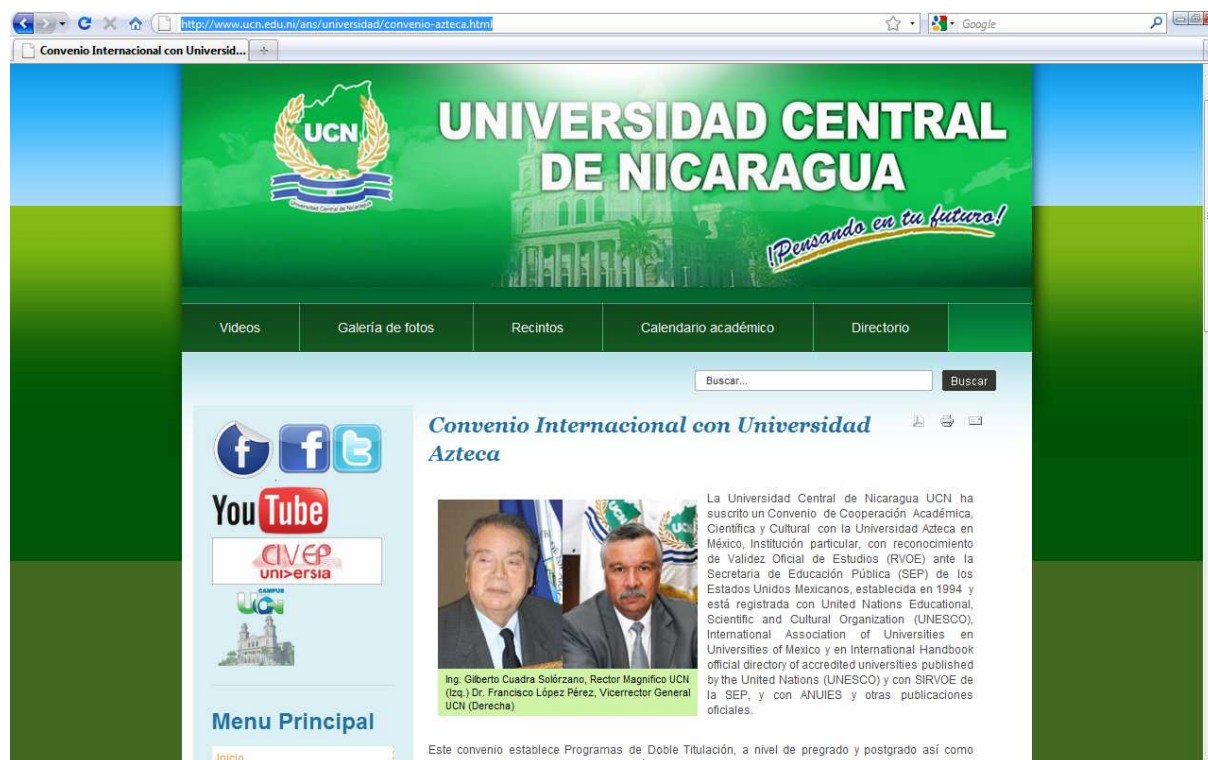 http://www.ucn.edu.ni/ans/universidad/convenio-azteca.html
Google
Convenio Internacional con Universid...
UCN
Universidad Central de Nicaragua
UNIVERSIDAD CENTRAL
DE NICARAGUA
¡Pensando en tu futuro!
Videos
Galería de fotos
Recintos
Calendario académico
Directorio
Buscar...
Buscar
Convenio Internacional con Universidad
Azteca
You Tube
CIVEP
uni>ersia
CAMPUS
UCN
Menu Principal
Inicio
UCN
Ing. Gilberto Cuadra Solórzano, Rector Magnifico UCN
(Izq.) Dr. Francisco López Pérez, Vicerrector General
UCN (Derecha)
La Universidad Central de Nicaragua UCN ha
suscrito un Convenio de Cooperación Académica,
Científica y Cultural con la Universidad Azteca en
México, Institución particular, con reconocimiento
de Validez Oficial de Estudios (RVOE) ante la
Secretaria de Educación Pública (SEP) de los
Estados Unidos Mexicanos, establecida en 1994 y
está registrada con United Nations Educational,
Scientific and Cultural Organization (UNESCO),
International Association of Universities en
Universities of Mexico y en International Handbook
official directory of accredited universities published
by the United Nations (UNESCO) y con SIRVOE de
la SEP, y con ANUIES y otras publicaciones
oficiales.
Este convenio establece Programas de Doble Titulación, a nivel de pregrado y postgrado así como